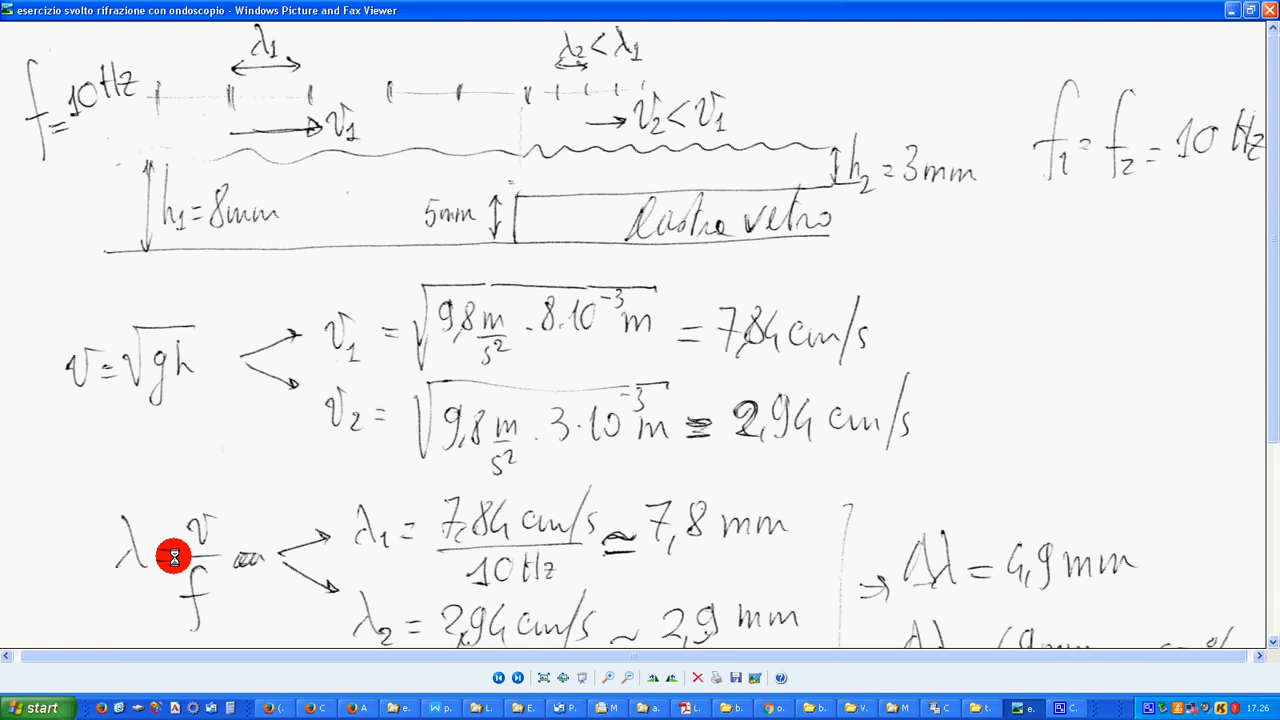 esercizio svolto rifrazione con ondoscopio - Windows Picture and Fax Viewer
λ1 λ2 < λ1
f = 10 Hz v1 v2 < v1 f1 = f2 = 10 Hz
h1 = 8mm 5mm lastra vetro h2 = 3mm
v1 = √(9,8 m/s² · 8·10⁻³ m) = 7,84 cm/s
v = √gh
v2 = √(9,8 m/s² · 3·10⁻³ m) = 2,94 cm/s
λ = v/f λ1 = 7,84 cm/s / 10 Hz ≃ 7,8 mm
⇒ Δλ = 4,9 mm
λ2 = 2,94 cm/s ~ 2,9 mm
start (. C A e. w p. L. E. P. M a. L. b. o. b. V. M C t. e. C. 17.26